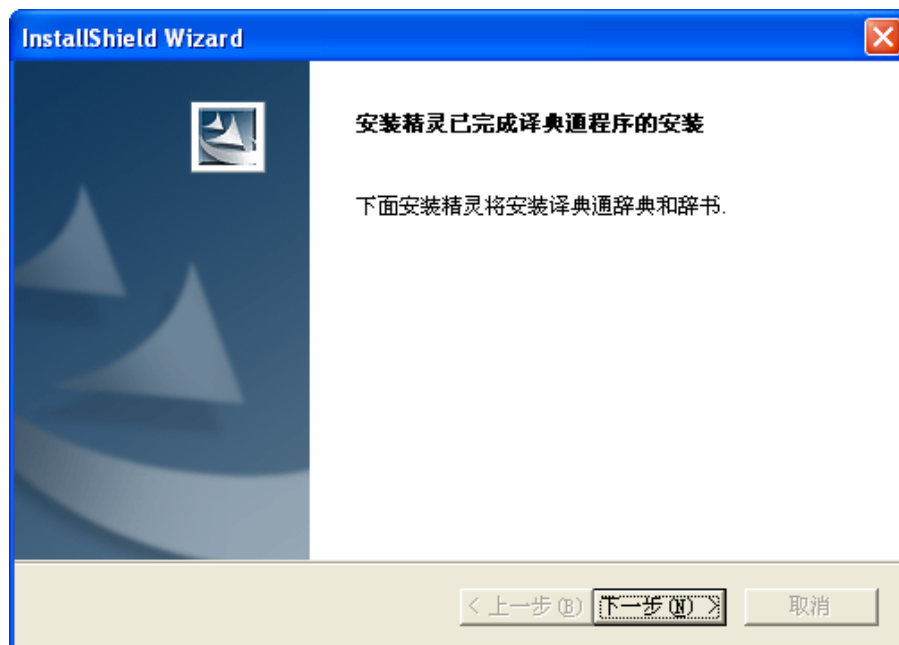 InstallShield Wizard
安装精灵已完成译典通程序的安装
下面安装精灵将安装译典通辞典和辞书.
< 上一步(B) 下一步(N) > 取消